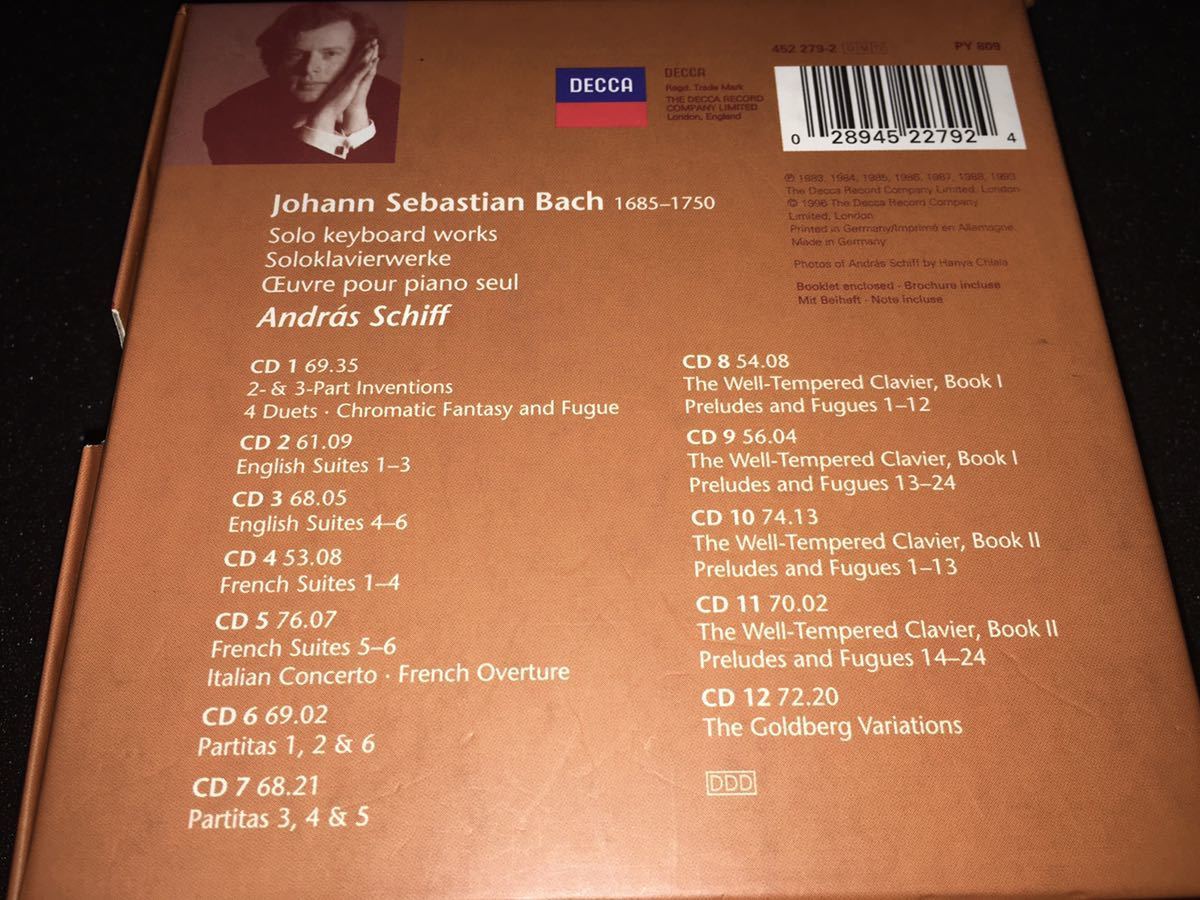 DECCA
DECCA
Regd. Trade Mark
THE DECCA RECORD
COMPANY LIMITED
London, England
452 279-2
PY 809
0 28945 22792 4
℗ 1983, 1984, 1985, 1986, 1987, 1988, 1993
The Decca Record Company Limited, London
© 1996 The Decca Record Company
Limited, London
Printed in Germany/Imprimé en Allemagne
Made in Germany
Photos of András Schiff by Hanya Chlala
Booklet enclosed · Brochure incluse
Mit Beiheft · Note incluse
Johann Sebastian Bach 1685–1750
Solo keyboard works
Soloklavierwerke
Œuvre pour piano seul
András Schiff
CD 1 69.35
2- & 3-Part Inventions
4 Duets · Chromatic Fantasy and Fugue
CD 2 61.09
English Suites 1–3
CD 3 68.05
English Suites 4–6
CD 4 53.08
French Suites 1–4
CD 5 76.07
French Suites 5–6
Italian Concerto · French Overture
CD 6 69.02
Partitas 1, 2 & 6
CD 7 68.21
Partitas 3, 4 & 5
CD 8 54.08
The Well-Tempered Clavier, Book I
Preludes and Fugues 1–12
CD 9 56.04
The Well-Tempered Clavier, Book I
Preludes and Fugues 13–24
CD 10 74.13
The Well-Tempered Clavier, Book II
Preludes and Fugues 1–13
CD 11 70.02
The Well-Tempered Clavier, Book II
Preludes and Fugues 14–24
CD 12 72.20
The Goldberg Variations
DDD